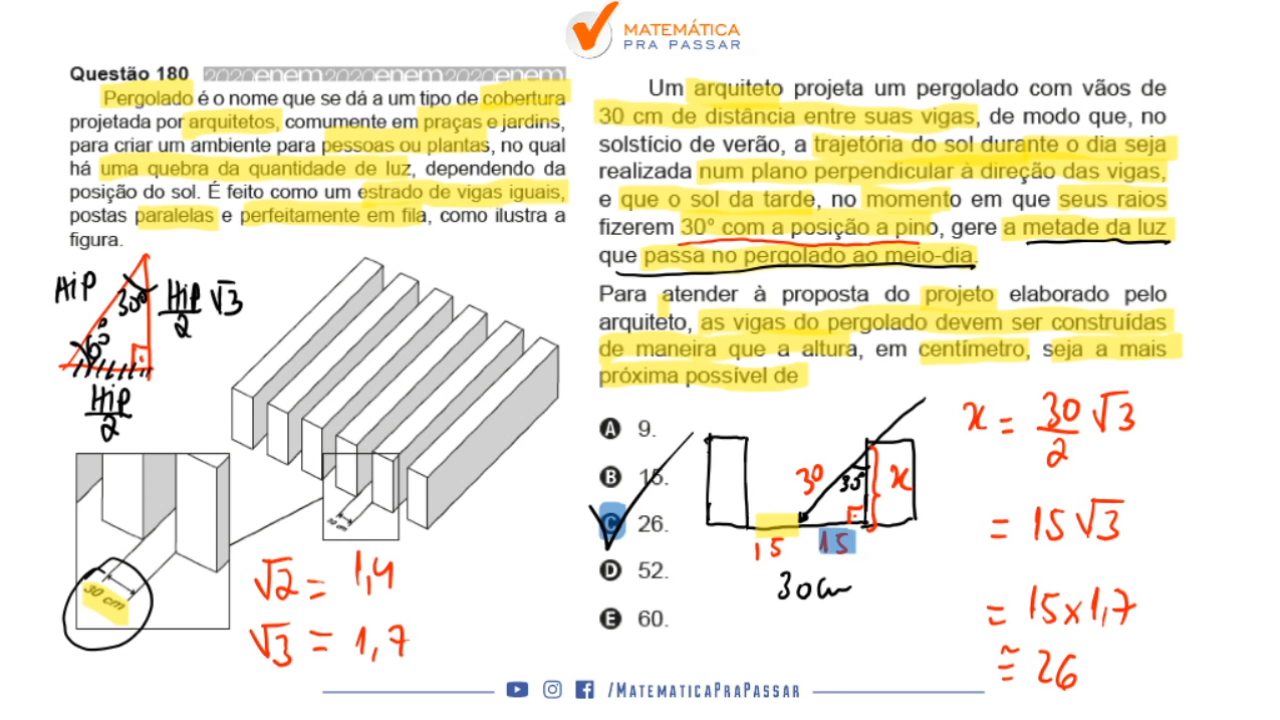 MATEMÁTICA
PRA PASSAR
Questão 180 2020enem2020enem2020enem
Pergolado é o nome que se dá a um tipo de cobertura
projetada por arquitetos, comumente em praças e jardins,
para criar um ambiente para pessoas ou plantas, no qual
há uma quebra da quantidade de luz, dependendo da
posição do sol. É feito como um estrado de vigas iguais,
postas paralelas e perfeitamente em fila, como ilustra a
figura.
HiP
30°
HiP/2 √3
60°
HiP/2
30 cm
30 cm
√2 = 1,4
√3 = 1,7
Um arquiteto projeta um pergolado com vãos de
30 cm de distância entre suas vigas, de modo que, no
solstício de verão, a trajetória do sol durante o dia seja
realizada num plano perpendicular à direção das vigas,
e que o sol da tarde, no momento em que seus raios
fizerem 30° com a posição a pino, gere a metade da luz
que passa no pergolado ao meio-dia.
Para atender à proposta do projeto elaborado pelo
arquiteto, as vigas do pergolado devem ser construídas
de maneira que a altura, em centímetro, seja a mais
próxima possível de
A 9.
B 15.
C 26.
D 52.
E 60.
30
30°
x
15
15
30cm
x = 30/2 √3
= 15√3
= 15x1,7
≅ 26
/MATEMATICAPRAPASSAR